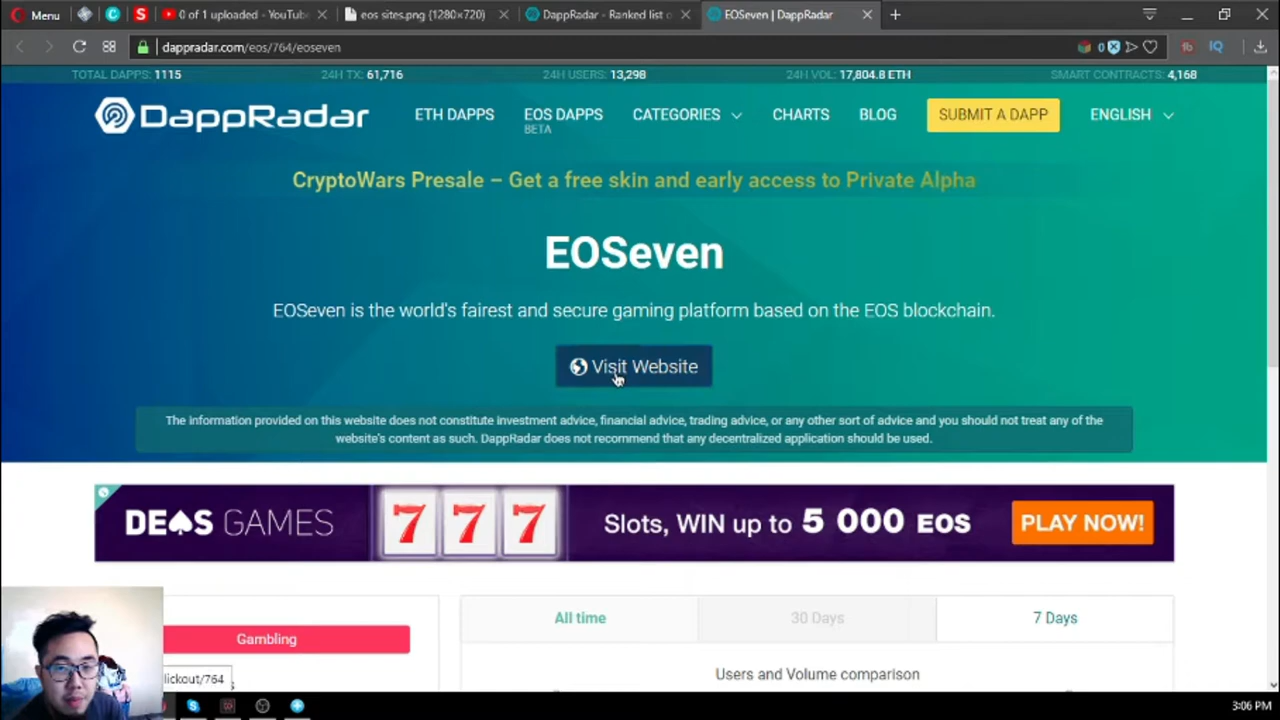 Menu
0 of 1 uploaded - YouTub
eos sites.png (1280×720)
DappRadar - Ranked list o
EOSeven | DappRadar
dappradar.com/eos/764/eoseven
0
IQ
TOTAL DAPPS: 1115
24H TX: 61,716
24H USERS: 13,298
24H VOL: 17,804.8 ETH
SMART CONTRACTS: 4,168
DappRadar
ETH DAPPS
EOS DAPPS
BETA
CATEGORIES
CHARTS
BLOG
SUBMIT A DAPP
ENGLISH
CryptoWars Presale – Get a free skin and early access to Private Alpha
EOSeven
EOSeven is the world's fairest and secure gaming platform based on the EOS blockchain.
Visit Website
The information provided on this website does not constitute investment advice, financial advice, trading advice, or any other sort of advice and you should not treat any of the
website's content as such. DappRadar does not recommend that any decentralized application should be used.
DEOS GAMES
7 7 7
Slots, WIN up to 5 000 EOS
PLAY NOW!
All time
30 Days
7 Days
Gambling
Users and Volume comparison
lickout/764
3:06 PM